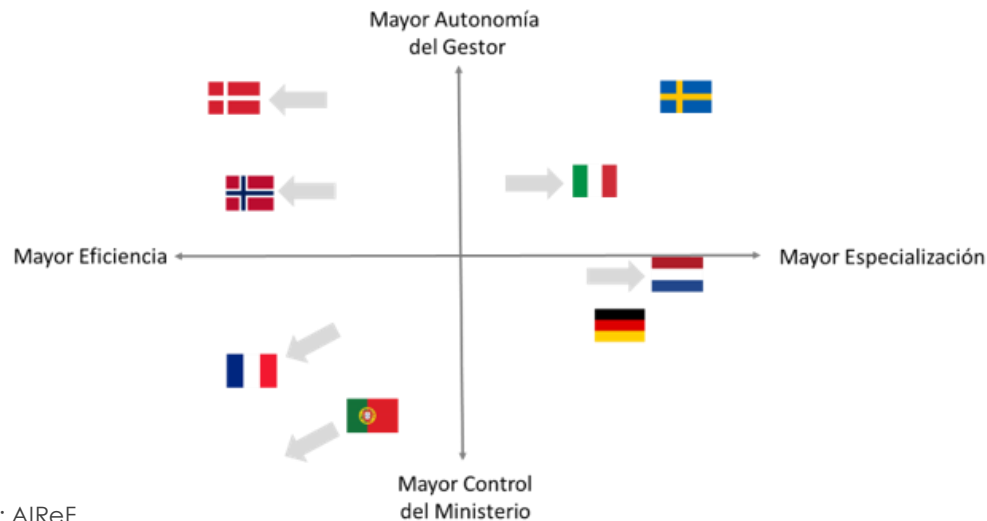 Mayor Autonomía
del Gestor
Mayor Eficiencia
Mayor Especialización
Mayor Control
del Ministerio
: AIReF